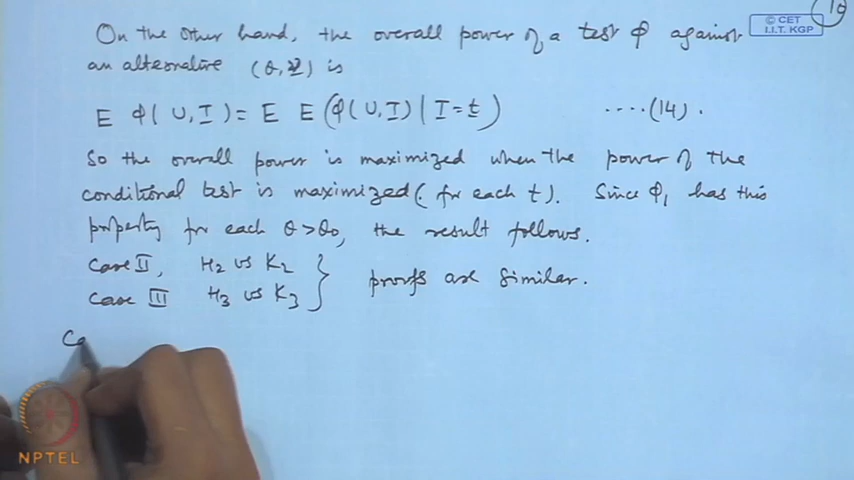 10
© CET
I.I.T. KGP
On the other hand, the overall power of a test φ against
an alternative (θ, ν) is
E φ(U, T) = E E (φ(U, T) | T = t) ....(14).
So the overall power is maximized when the power of the
conditional test is maximized (. for each t). Since φ₁ has this
property for each θ > θ₀, the result follows.
Case II, H₂ vs K₂ } proofs are similar.
Case III H₃ vs K₃
Ca
NPTEL